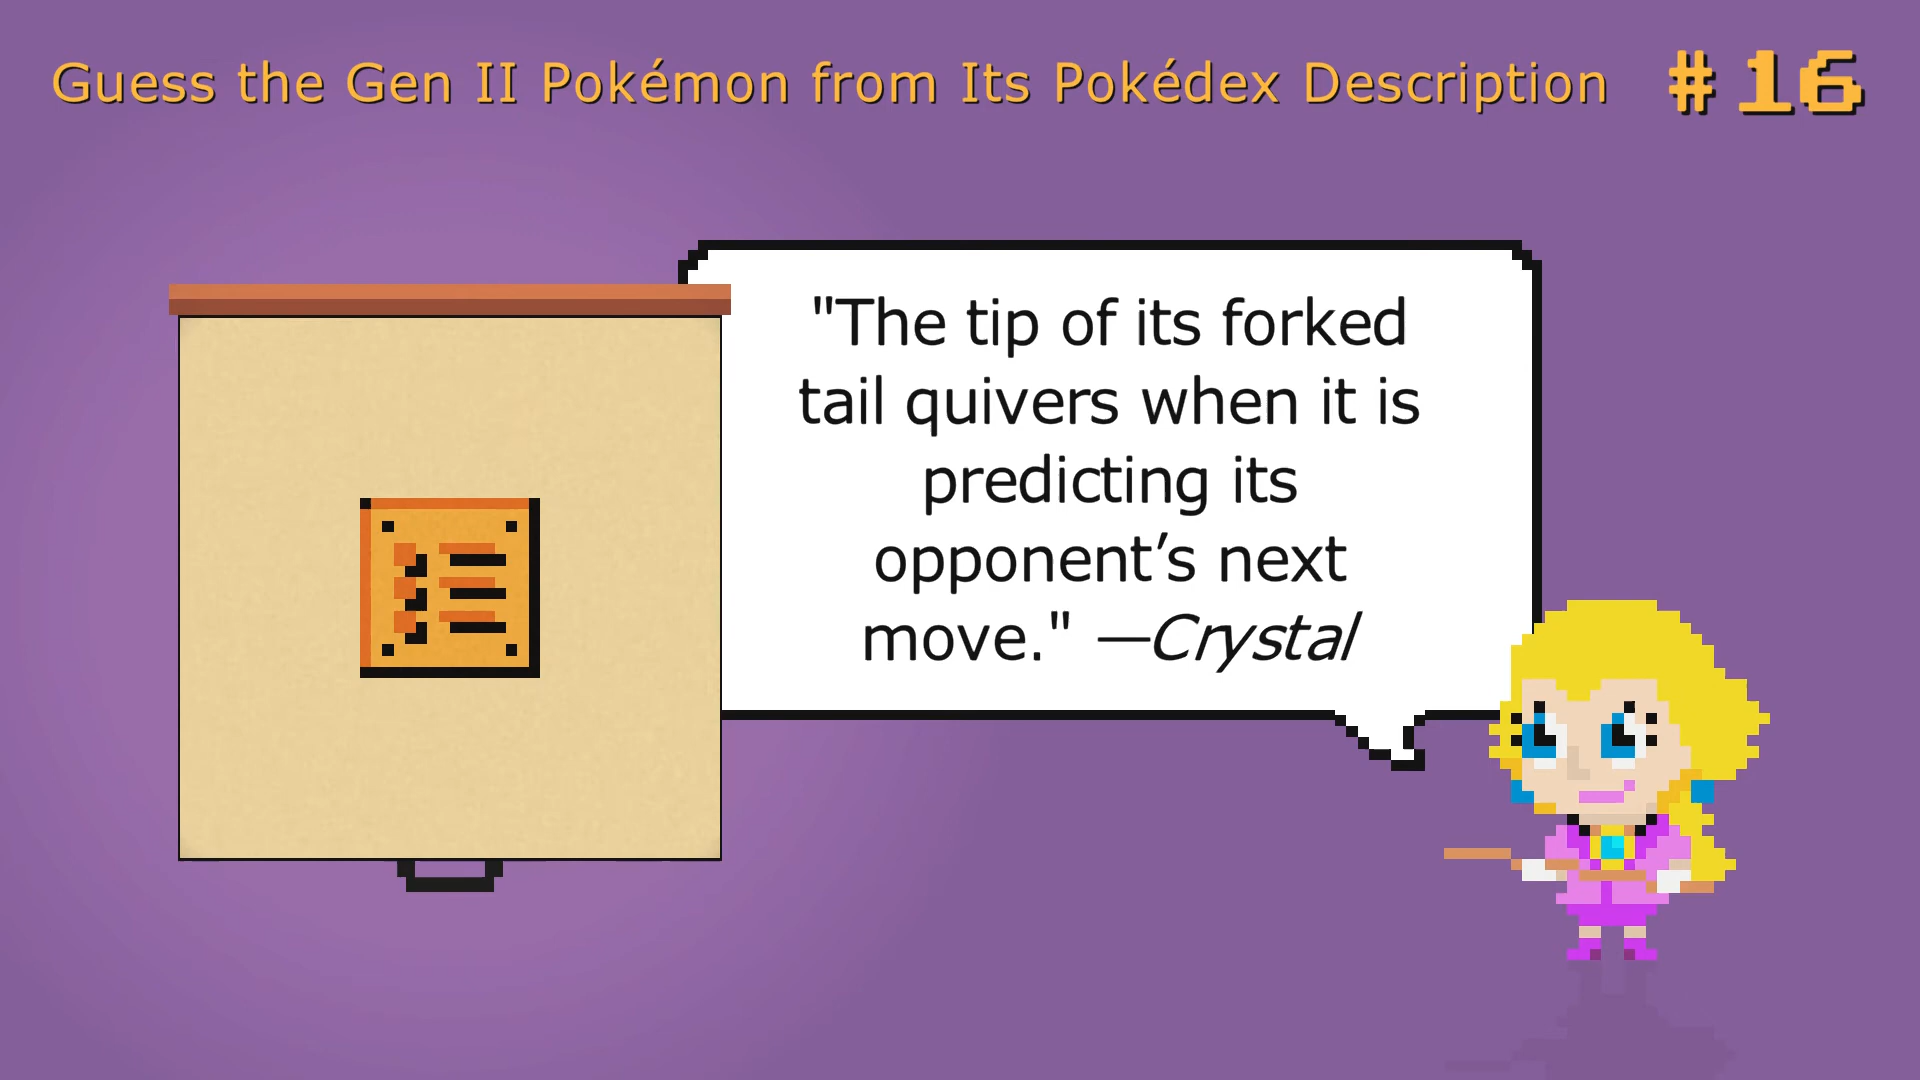 Guess the Gen II Pokémon from Its Pokédex Description # 16
"The tip of its forked
tail quivers when it is
predicting its
opponent’s next
move." —Crystal